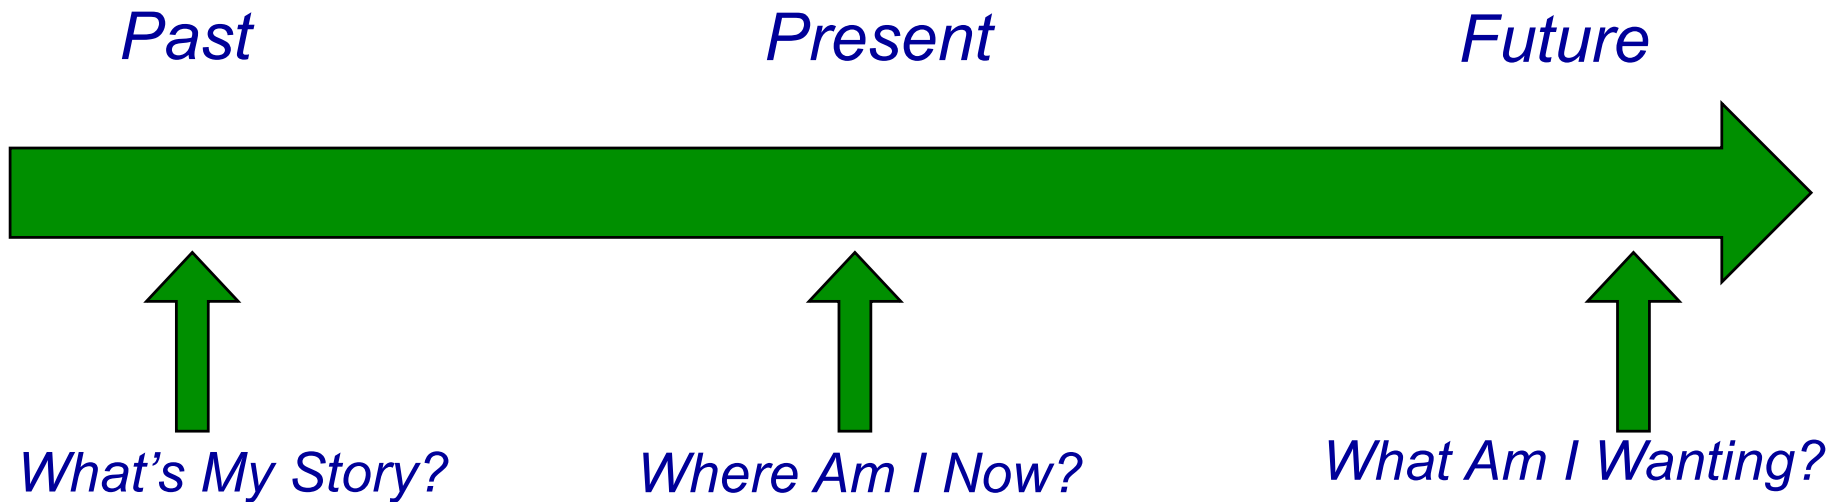 Past
Present
Future
What’s My Story?
Where Am I Now?
What Am I Wanting?